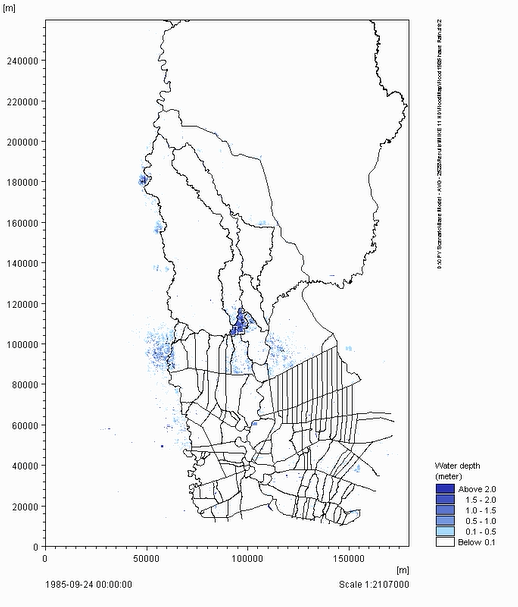 [m]
240000
220000
200000
180000
160000
140000
120000
100000
80000
60000
40000
20000
0
0 50000 100000 150000
[m]
1985-09-24 00:00:00 Scale 1:2107000
Water depth
(meter)
Above 2.0
1.5 - 2.0
1.0 - 1.5
0.5 - 1.0
0.1 - 0.5
Below 0.1